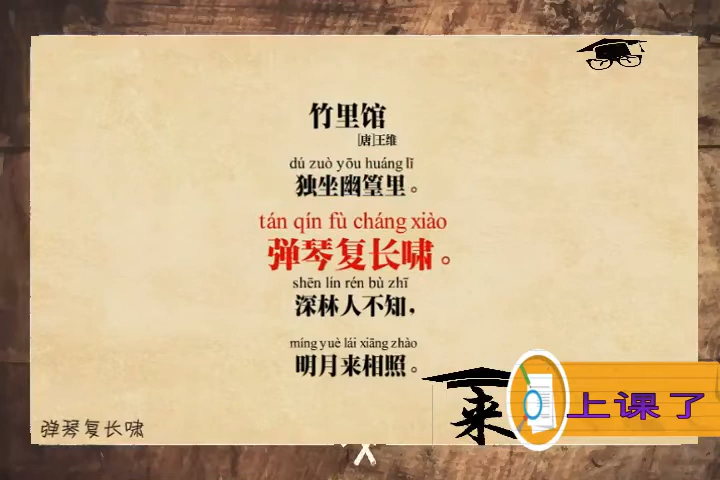 竹里馆
[唐]王维
dú zuò yōu huáng lǐ
独坐幽篁里。
tán qín fù cháng xiào
弹琴复长啸。
shēn lín rén bù zhī
深林人不知，
míng yuè lái xiāng zhào
明月来相照。
来上课了
弹琴复长啸